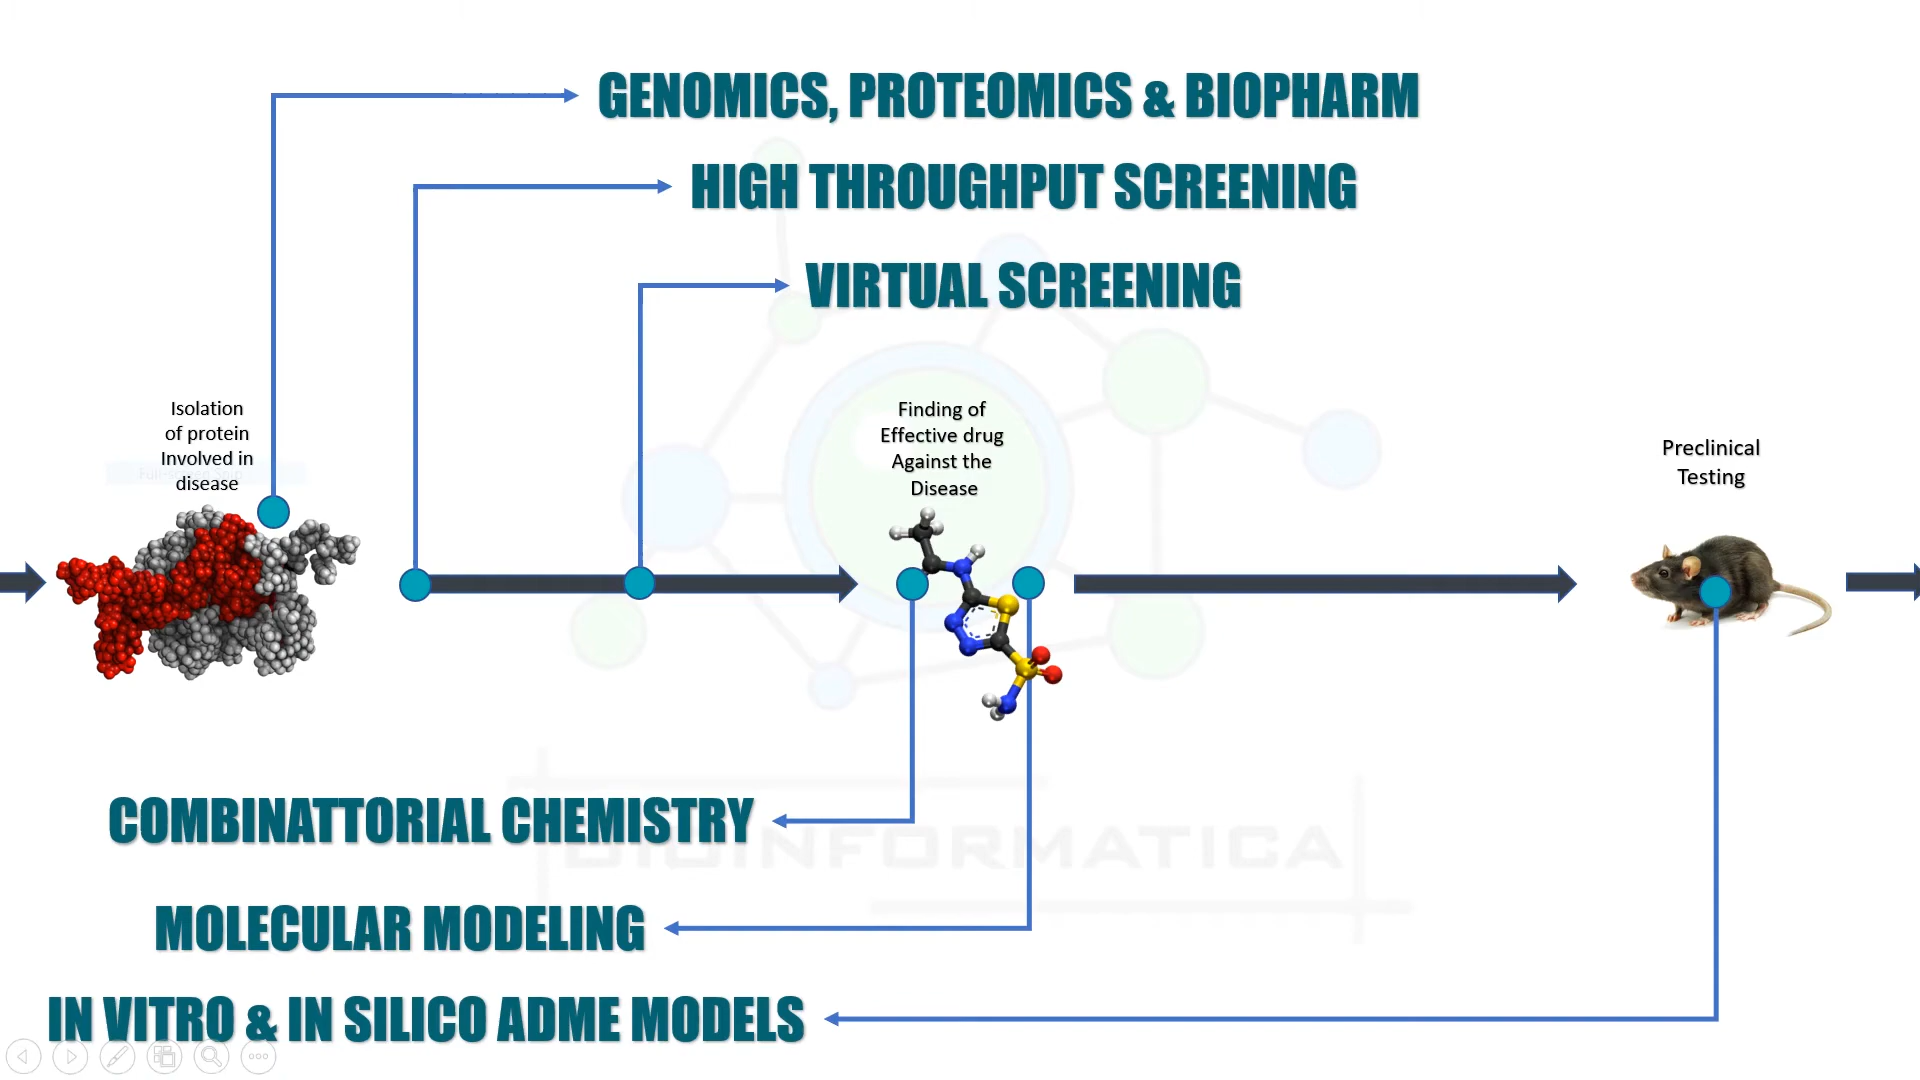 GENOMICS, PROTEOMICS & BIOPHARM
HIGH THROUGHPUT SCREENING
VIRTUAL SCREENING
Isolation
of protein
Involved in
disease
Finding of
Effective drug
Against the
Disease
Preclinical
Testing
COMBINATTORIAL CHEMISTRY
BIOINFORMATICA
MOLECULAR MODELING
IN VITRO & IN SILICO ADME MODELS